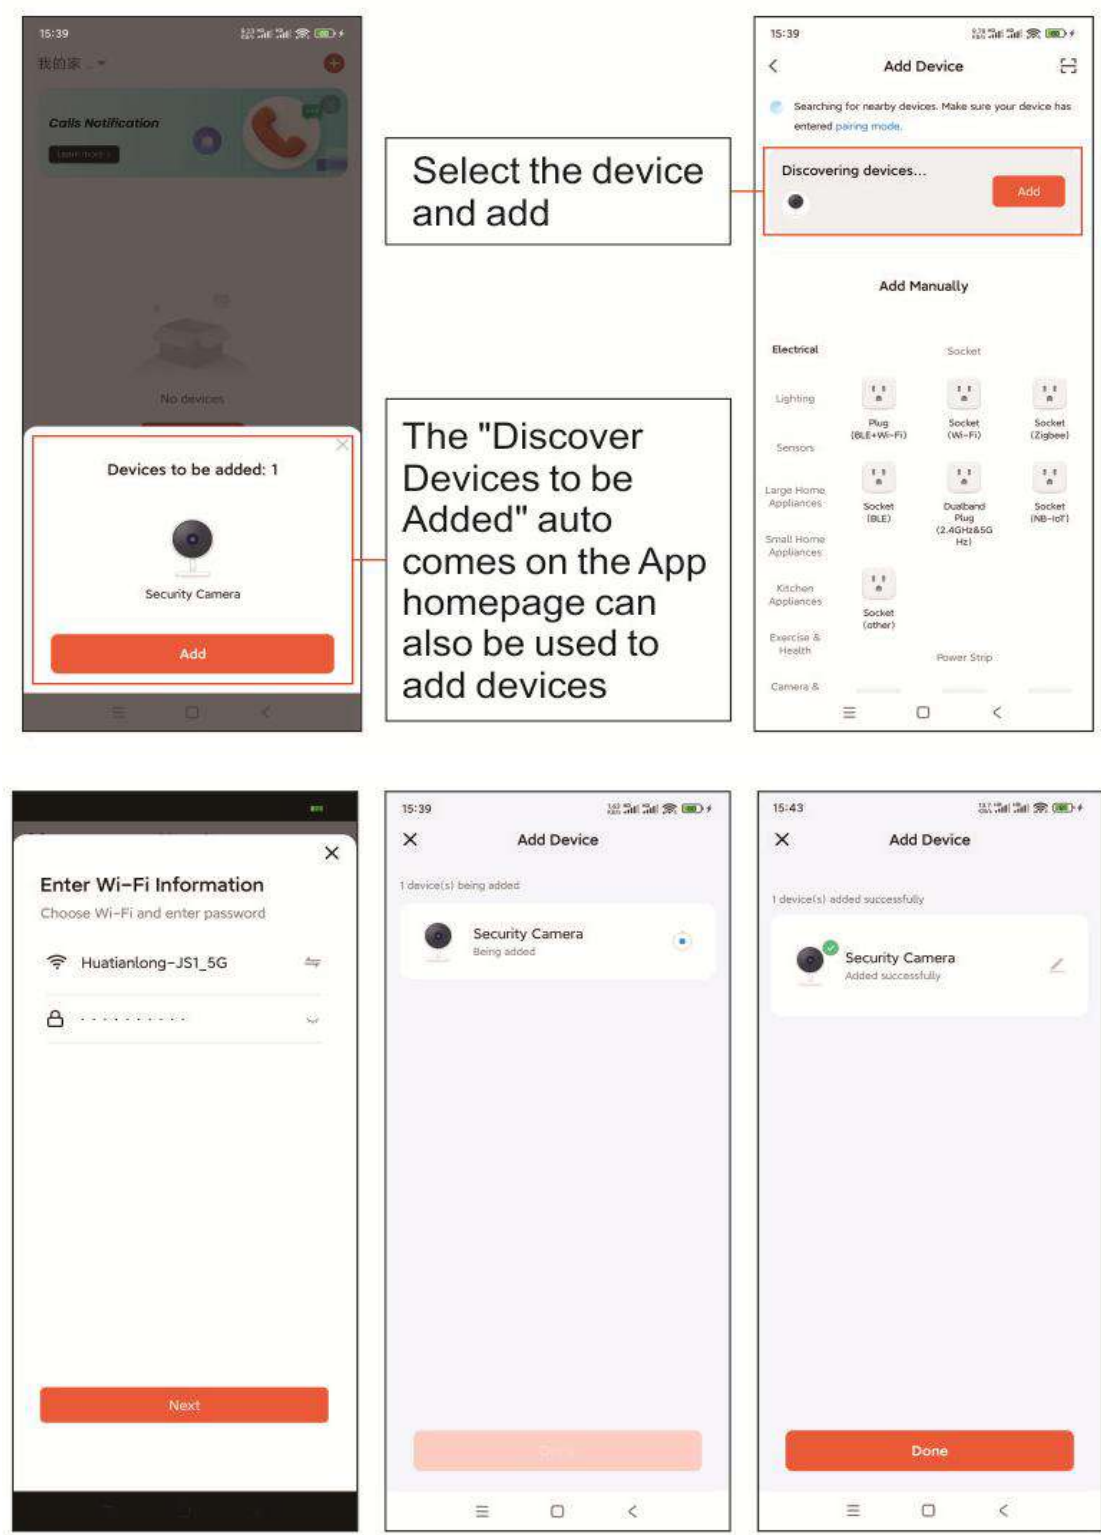 15:39
我的家
Calls Notification
Learn more >
No devices
Devices to be added: 1
Security Camera
Add
Select the device
and add
The "Discover
Devices to be
Added" auto
comes on the App
homepage can
also be used to
add devices
15:39
Add Device
Searching for nearby devices. Make sure your device has
entered pairing mode.
Discovering devices...
Add
Add Manually
Electrical
Socket
Lighting
Plug
(BLE+Wi-Fi)
Socket
(Wi-Fi)
Socket
(Zigbee)
Sensors
Large Home
Appliances
Socket
(BLE)
Dualband
Plug
(2.4GHz&5G
Hz)
Socket
(NB-IoT)
Small Home
Appliances
Kitchen
Appliances
Socket
(other)
Exercise &
Health
Power Strip
Camera &
Enter Wi-Fi Information
Choose Wi-Fi and enter password
Huatianlong-JS1_5G
Next
15:39
Add Device
1 device(s) being added
Security Camera
Being added
15:43
Add Device
1 device(s) added successfully
Security Camera
Added successfully
Done